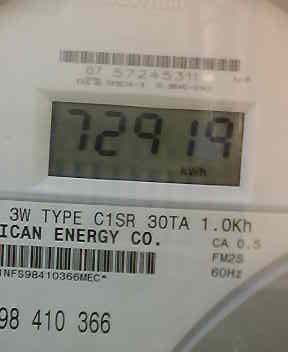 07 57245311
72919
kWh
3W TYPE C1SR 30TA 1.0Kh
ICAN ENERGY CO.
CA 0.5
FM2S
60Hz
1NFS98410366MEC*
98 410 366